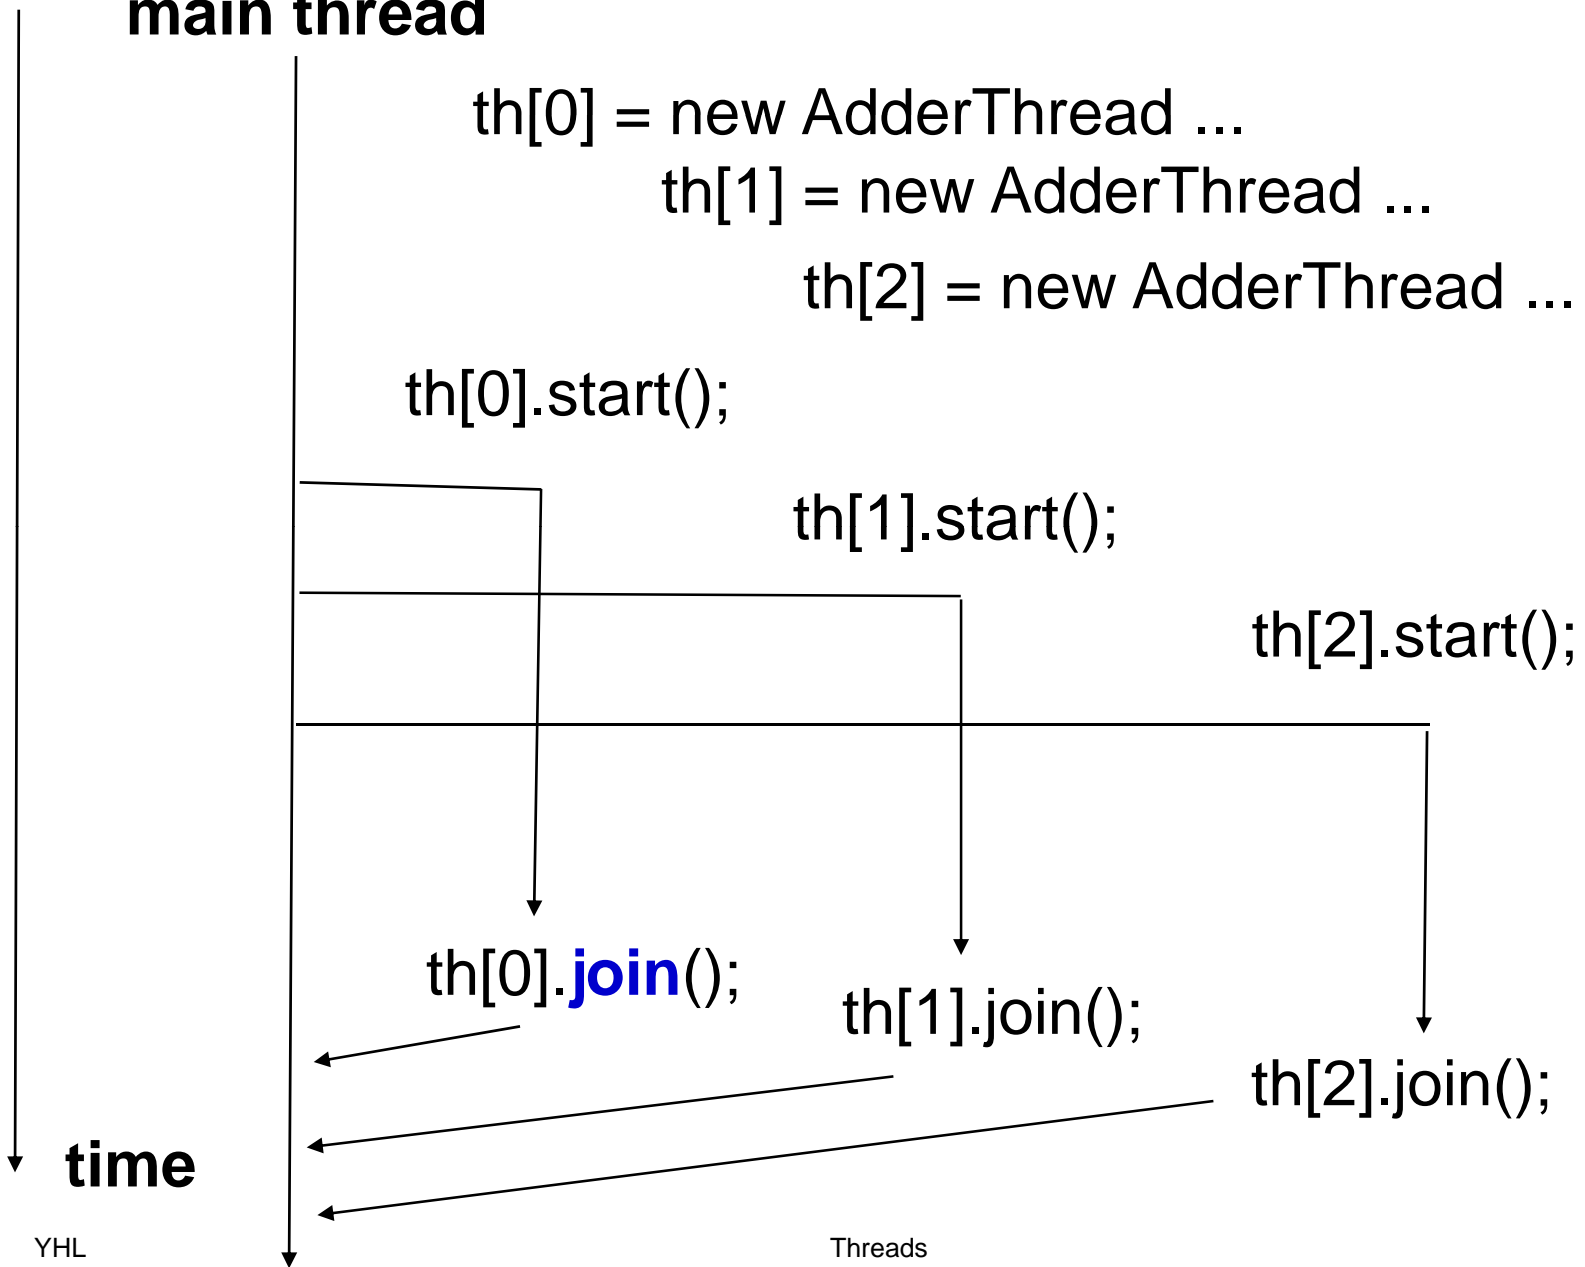 main thread
th[0] = new AdderThread ...
th[1] = new AdderThread ...
th[2] = new AdderThread ...
th[0].start();
th[1].start();
th[2].start();
th[0].join();
th[1].join();
th[2].join();
time
YHL
Threads